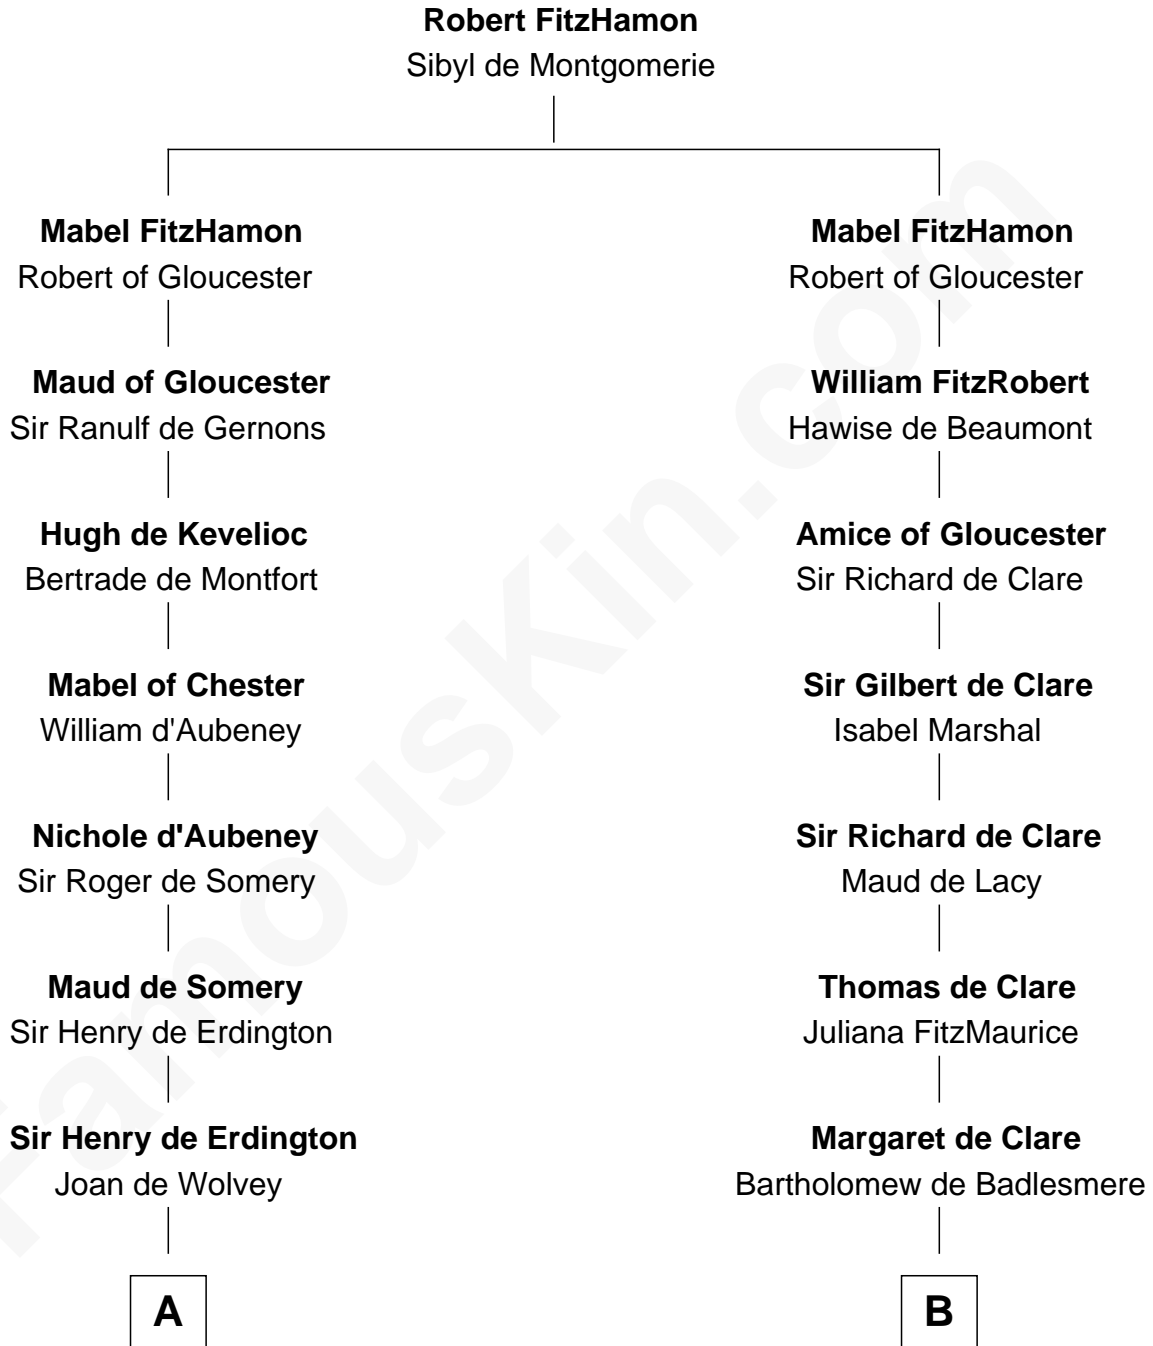 Robert FitzHamon
Sibyl de Montgomerie
Mabel FitzHamon
Robert of Gloucester
Maud of Gloucester
Sir Ranulf de Gernons
Hugh de Kevelioc
Bertrade de Montfort
Mabel of Chester
William d'Aubeney
Nichole d'Aubeney
Sir Roger de Somery
Maud de Somery
Sir Henry de Erdington
Sir Henry de Erdington
Joan de Wolvey
A
Mabel FitzHamon
Robert of Gloucester
William FitzRobert
Hawise de Beaumont
Amice of Gloucester
Sir Richard de Clare
Sir Gilbert de Clare
Isabel Marshal
Sir Richard de Clare
Maud de Lacy
Thomas de Clare
Juliana FitzMaurice
Margaret de Clare
Bartholomew de Badlesmere
B
FamousKin.com